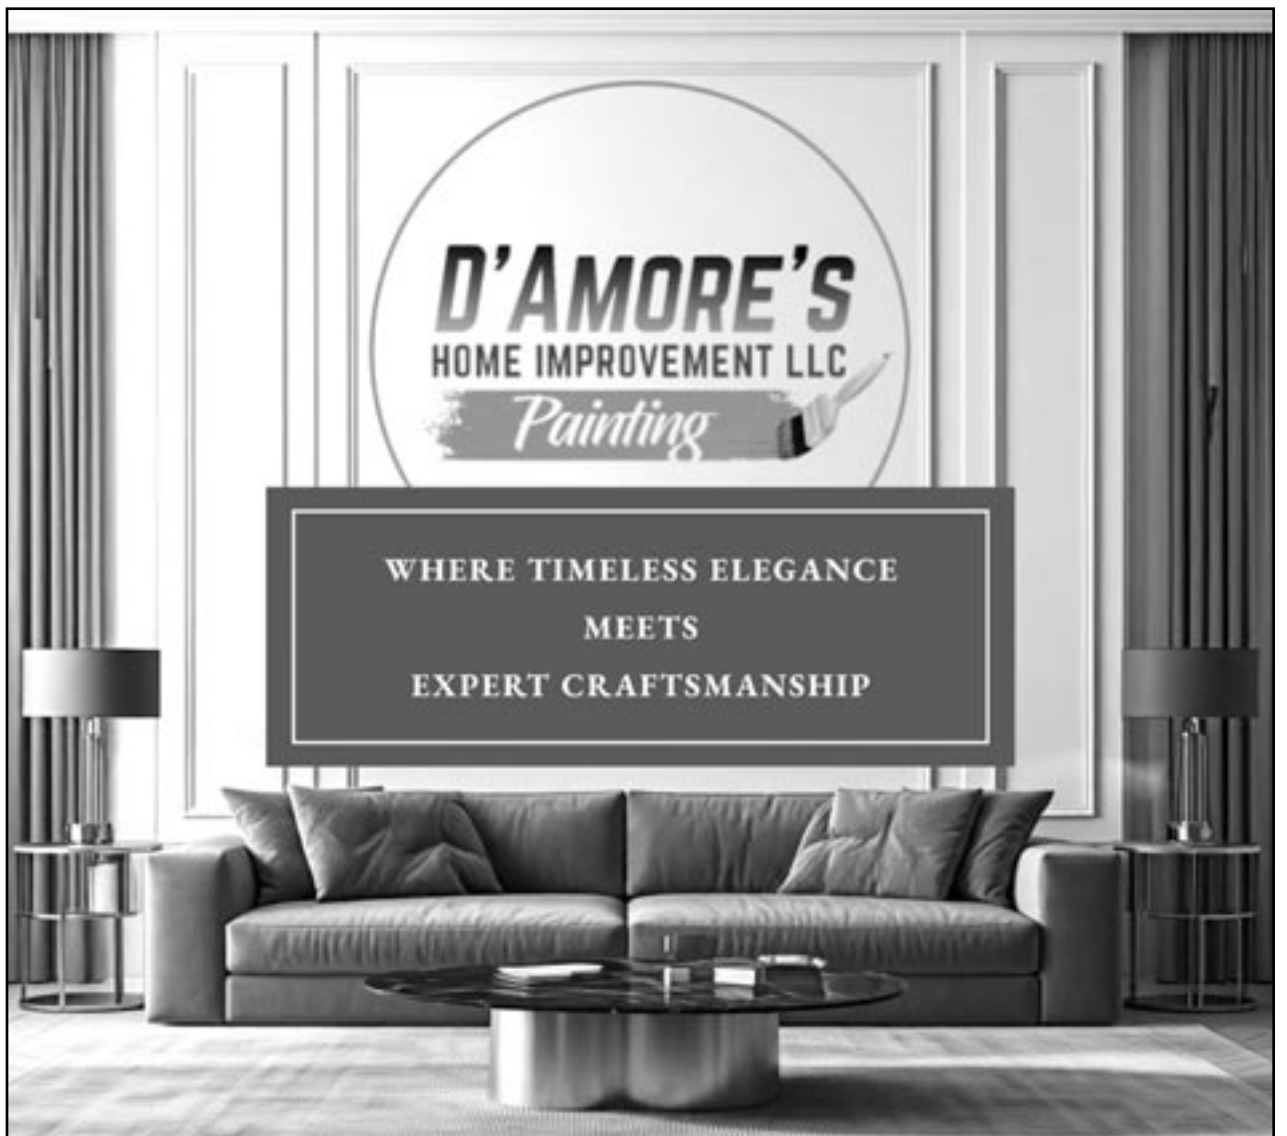 D'AMORE'S
HOME IMPROVEMENT LLC
Painting
WHERE TIMELESS ELEGANCE
MEETS
EXPERT CRAFTSMANSHIP